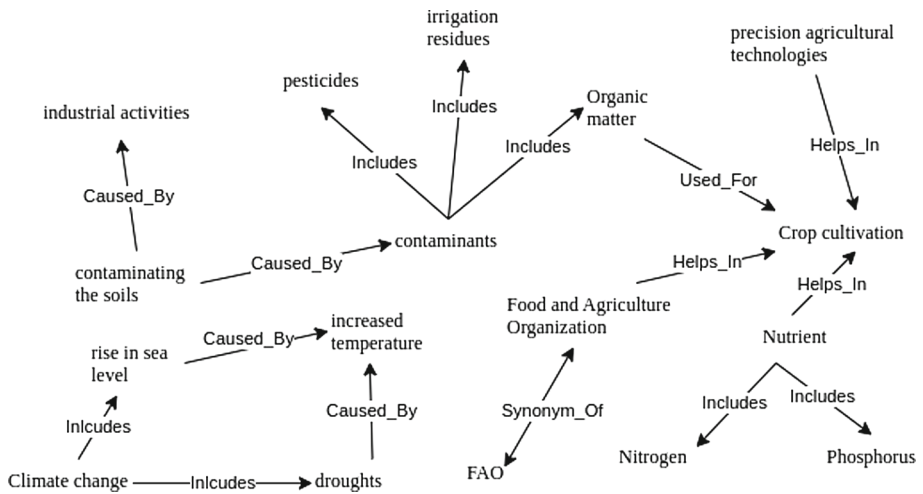 irrigation
residues
precision agricultural
technologies
pesticides
Organic
matter
industrial activities
Includes
Includes
Includes
Helps_In
Caused_By
Used_For
contaminants
Crop cultivation
contaminating
the soils
Caused_By
Helps_In
Helps_In
Food and Agriculture
Organization
increased
temperature
Caused_By
Nutrient
rise in sea
level
Includes
Includes
Caused_By
Synonym_Of
Inlcudes
Nitrogen
Phosphorus
FAO
Climate change
Inlcudes
droughts